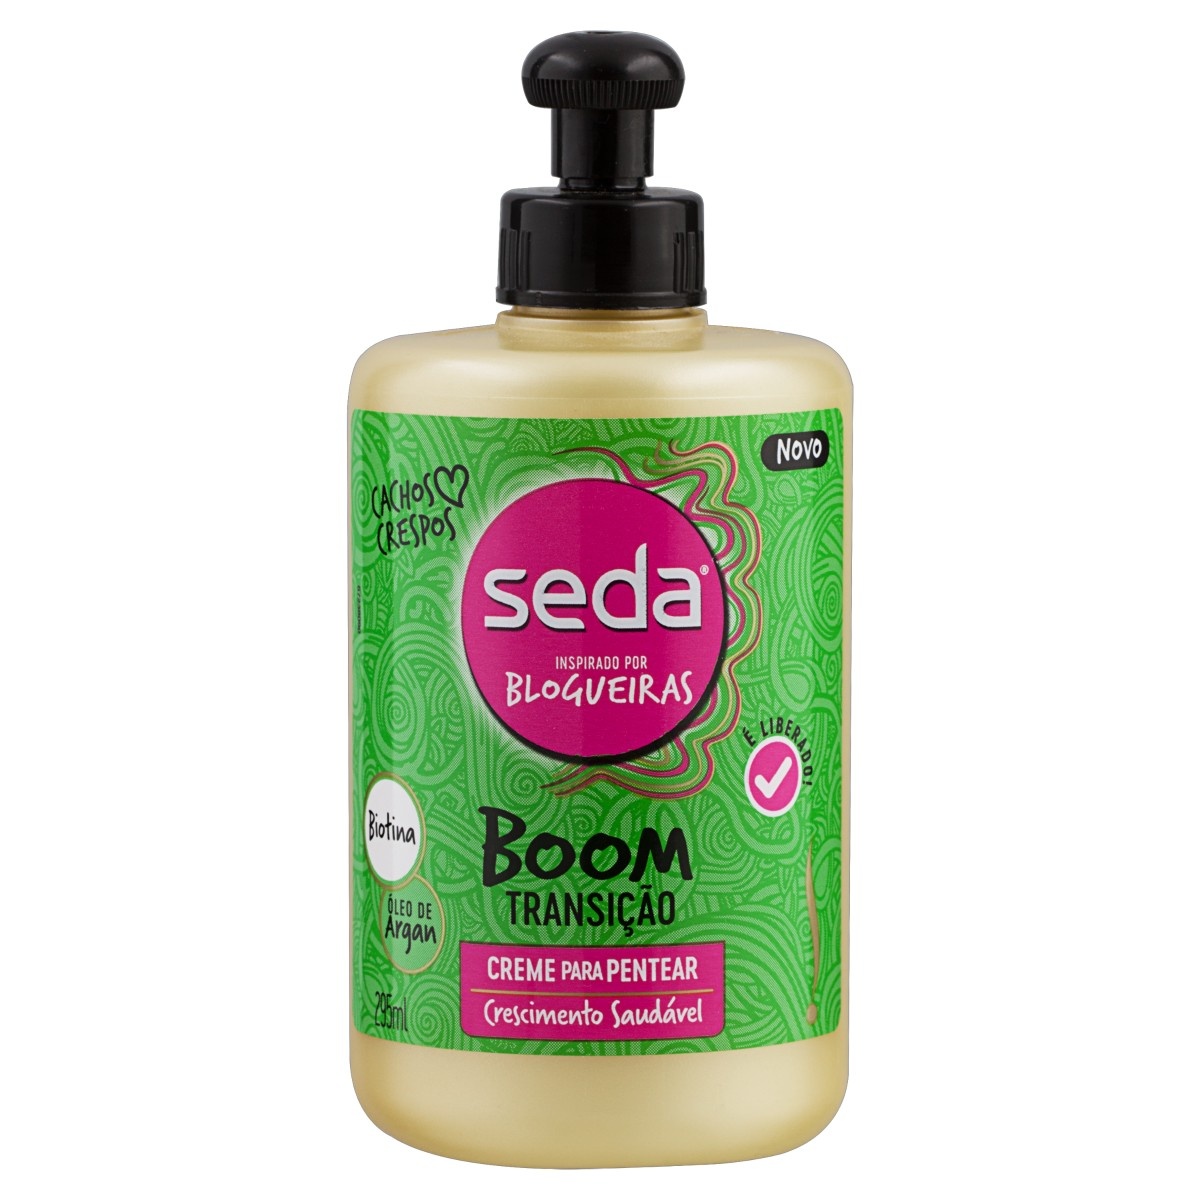 NOVO
CACHOS
CRESPOS
seda®
INSPIRADO POR
BLOGUEIRAS
É LIBERADO!
Biotina
ÓLEO DE
Argan
BOOM
TRANSIÇÃO
CREME PARA PENTEAR
Crescimento Saudável
295ml